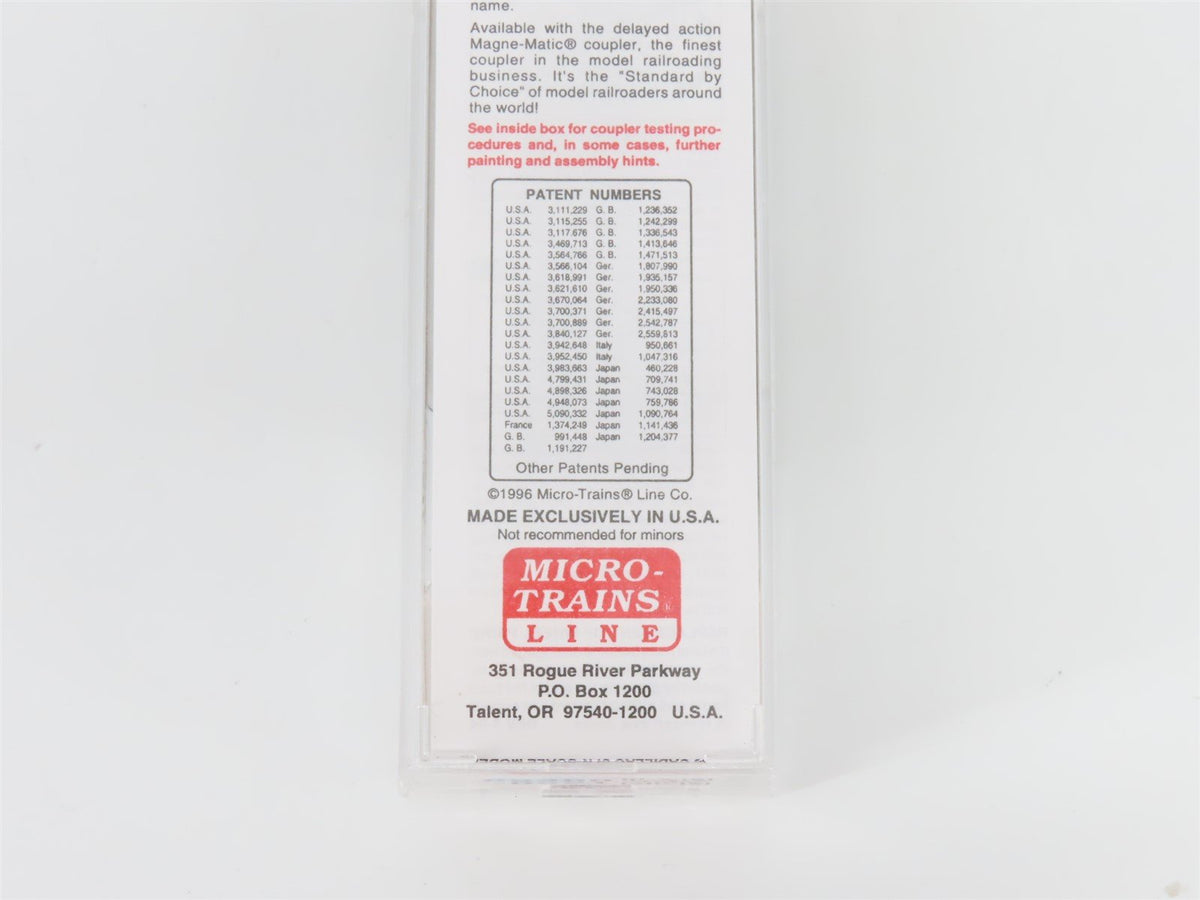 name.
Available with the delayed action
Magne-Matic® coupler, the finest
coupler in the model railroading
business. It's the "Standard by
Choice" of model railroaders around
the world!
See inside box for coupler testing pro-
cedures and, in some cases, further
painting and assembly hints.
PATENT NUMBERS
U.S.A. 3,111,229 G. B. 1,236,352
U.S.A. 3,115,255 G. B. 1,242,299
U.S.A. 3,117,676 G. B. 1,336,543
U.S.A. 3,469,713 G. B. 1,413,646
U.S.A. 3,564,766 G. B. 1,471,513
U.S.A. 3,566,104 Ger. 1,807,990
U.S.A. 3,618,991 Ger. 1,935,157
U.S.A. 3,621,610 Ger. 1,950,336
U.S.A. 3,670,064 Ger. 2,233,080
U.S.A. 3,700,371 Ger. 2,415,497
U.S.A. 3,700,889 Ger. 2,542,787
U.S.A. 3,840,127 Ger. 2,559,813
U.S.A. 3,942,648 Italy 950,661
U.S.A. 3,952,450 Italy 1,047,316
U.S.A. 3,983,663 Japan 460,228
U.S.A. 4,799,431 Japan 709,741
U.S.A. 4,898,326 Japan 743,028
U.S.A. 4,948,073 Japan 759,786
U.S.A. 5,090,332 Japan 1,090,764
France 1,374,249 Japan 1,141,436
G. B. 991,448 Japan 1,204,377
G. B. 1,191,227
Other Patents Pending
©1996 Micro-Trains® Line Co.
MADE EXCLUSIVELY IN U.S.A.
Not recommended for minors
MICRO-
TRAINS®
LINE
351 Rogue River Parkway
P.O. Box 1200
Talent, OR 97540-1200 U.S.A.